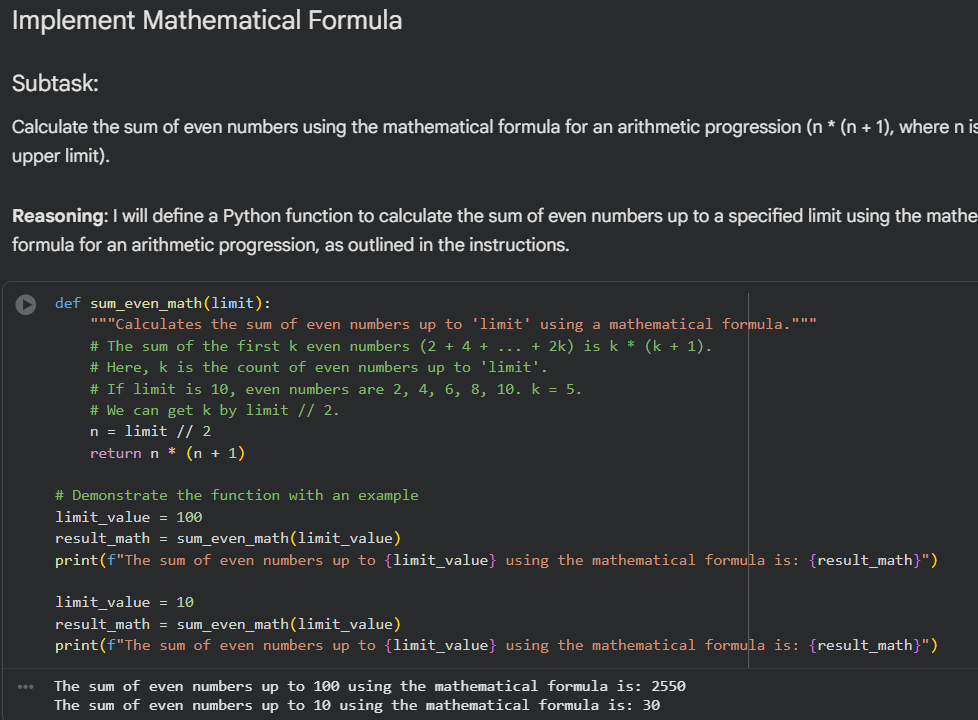 Implement Mathematical Formula
Subtask:
Calculate the sum of even numbers using the mathematical formula for an arithmetic progression (n * (n + 1), where n is
upper limit).
Reasoning: I will define a Python function to calculate the sum of even numbers up to a specified limit using the mathe
formula for an arithmetic progression, as outlined in the instructions.
def sum_even_math(limit):
    """Calculates the sum of even numbers up to 'limit' using a mathematical formula."""
    # The sum of the first k even numbers (2 + 4 + ... + 2k) is k * (k + 1).
    # Here, k is the count of even numbers up to 'limit'.
    # If limit is 10, even numbers are 2, 4, 6, 8, 10. k = 5.
    # We can get k by limit // 2.
    n = limit // 2
    return n * (n + 1)
# Demonstrate the function with an example
limit_value = 100
result_math = sum_even_math(limit_value)
print(f"The sum of even numbers up to {limit_value} using the mathematical formula is: {result_math}")
limit_value = 10
result_math = sum_even_math(limit_value)
print(f"The sum of even numbers up to {limit_value} using the mathematical formula is: {result_math}")
The sum of even numbers up to 100 using the mathematical formula is: 2550
The sum of even numbers up to 10 using the mathematical formula is: 30